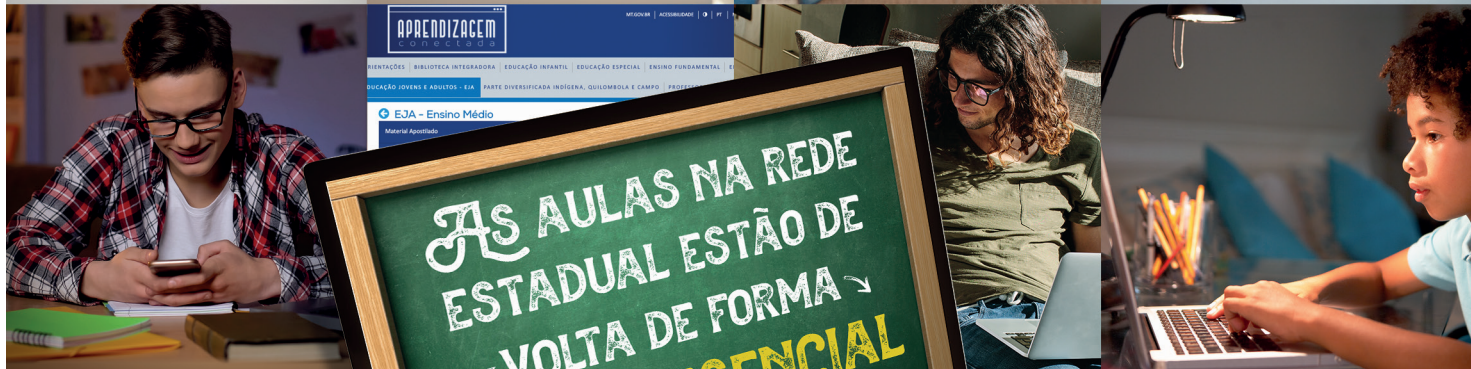 APRENDIZAGEM
conectada
MT.GOV.BR | ACESSIBILIDADE | PT |
RIENTAÇÕES | BIBLIOTECA INTEGRADORA | EDUCAÇÃO INFANTIL | EDUCAÇÃO ESPECIAL | ENSINO FUNDAMENTAL | E
DUCAÇÃO JOVENS E ADULTOS - EJA | PARTE DIVERSIFICADA INDÍGENA, QUILOMBOLA E CAMPO | PROFESSO
EJA - Ensino Médio
Material Apostilado
AS AULAS NA REDE
ESTADUAL ESTÃO DE
VOLTA DE FORMA
SENCIAL